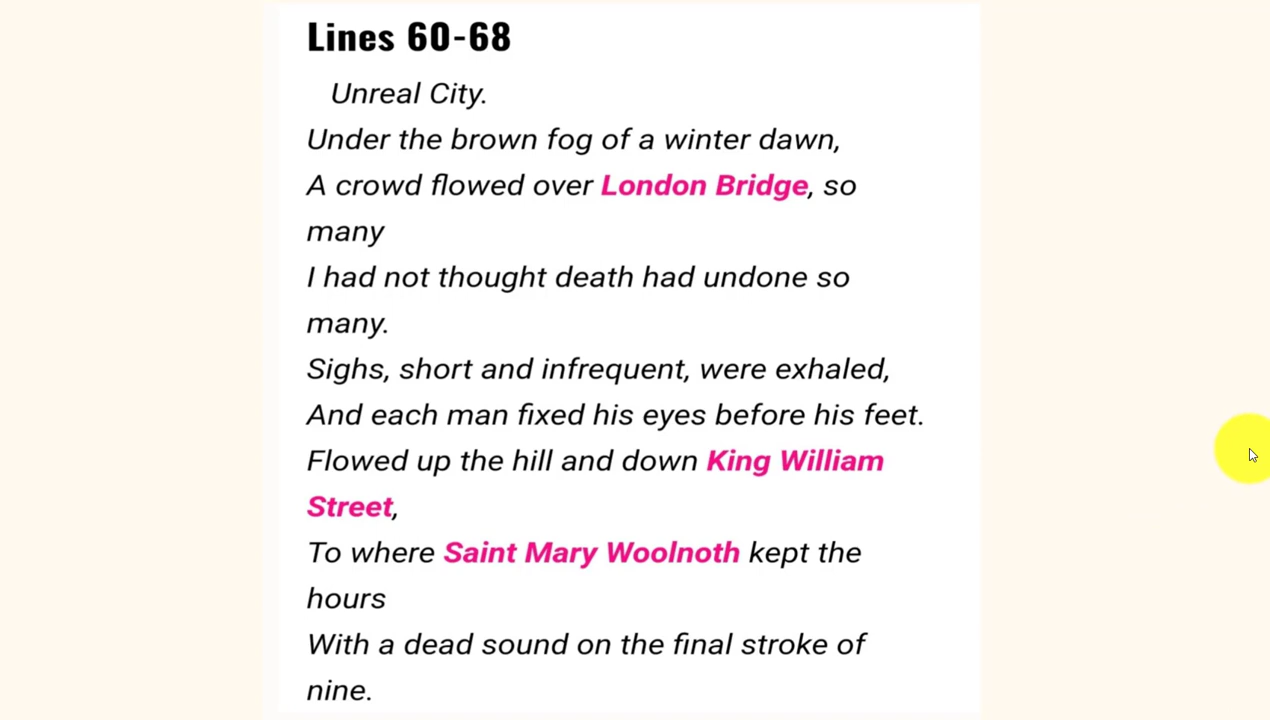 Lines 60-68
Unreal City.
Under the brown fog of a winter dawn,
A crowd flowed over London Bridge, so
many
I had not thought death had undone so
many.
Sighs, short and infrequent, were exhaled,
And each man fixed his eyes before his feet.
Flowed up the hill and down King William
Street,
To where Saint Mary Woolnoth kept the
hours
With a dead sound on the final stroke of
nine.